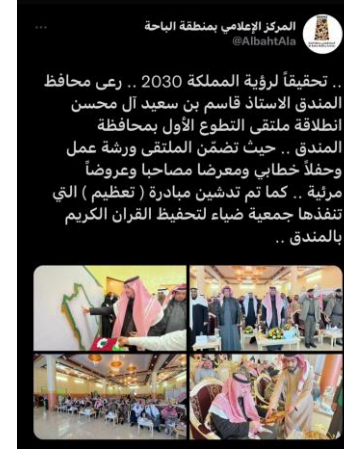 المركز الإعلامي بمنطقة الباحة
@AlbahtAla
.. تحقيقاً لرؤية المملكة 2030 .. رعى محافظ
المندق الاستاذ قاسم بن سعيد آل محسن
انطلاقة ملتقى التطوع الأول بمحافظة
المندق .. حيث تضمّن الملتقى ورشة عمل
وحفلاً خطابي ومعرضا مصاحبا وعروضاً
مرئية .. كما تم تدشين مبادرة ( تعظيم ) التي
تنفذها جمعية ضياء لتحفيظ القران الكريم
بالمندق ..